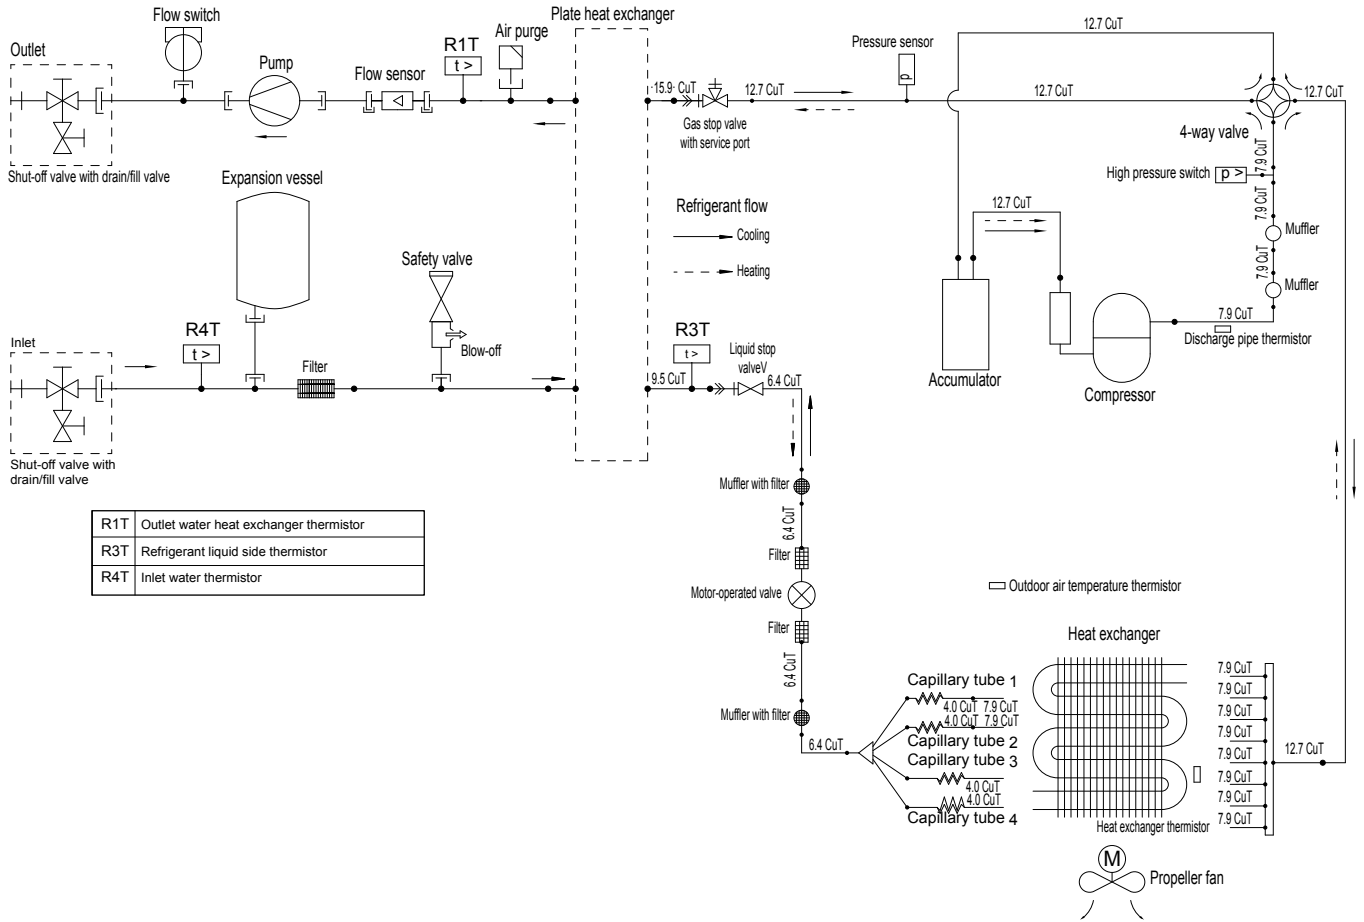 Flow switch
Plate heat exchanger
12.7 CuT
Outlet
Pump
Flow sensor
R1T
t >
Air purge
Pressure sensor
p
15.9 CuT
12.7 CuT
12.7 CuT
12.7 CuT
Gas stop valve
with service port
4-way valve
Shut-off valve with drain/fill valve
Expansion vessel
High pressure switch
p >
7.9 CuT
7.9 CuT
7.9 CuT
Muffler
Muffler
Refrigerant flow
Cooling
Heating
12.7 CuT
Safety valve
Blow-off
7.9 CuT
Discharge pipe thermistor
Accumulator
Compressor
Inlet
R4T
t >
Filter
R3T
t >
Liquid stop
valveV
9.5 CuT
6.4 CuT
Shut-off valve with
drain/fill valve
Muffler with filter
6.4 CuT
R1T Outlet water heat exchanger thermistor
R3T Refrigerant liquid side thermistor
R4T Inlet water thermistor
Filter
Motor-operated valve
Filter
6.4 CuT
Muffler with filter
6.4 CuT
Outdoor air temperature thermistor
Heat exchanger
Capillary tube 1
4.0 CuT 7.9 CuT
4.0 CuT 7.9 CuT
Capillary tube 2
Capillary tube 3
4.0 CuT
4.0 CuT
Capillary tube 4
Heat exchanger thermistor
7.9 CuT
7.9 CuT
7.9 CuT
7.9 CuT
7.9 CuT
7.9 CuT
7.9 CuT
7.9 CuT
12.7 CuT
M
Propeller fan